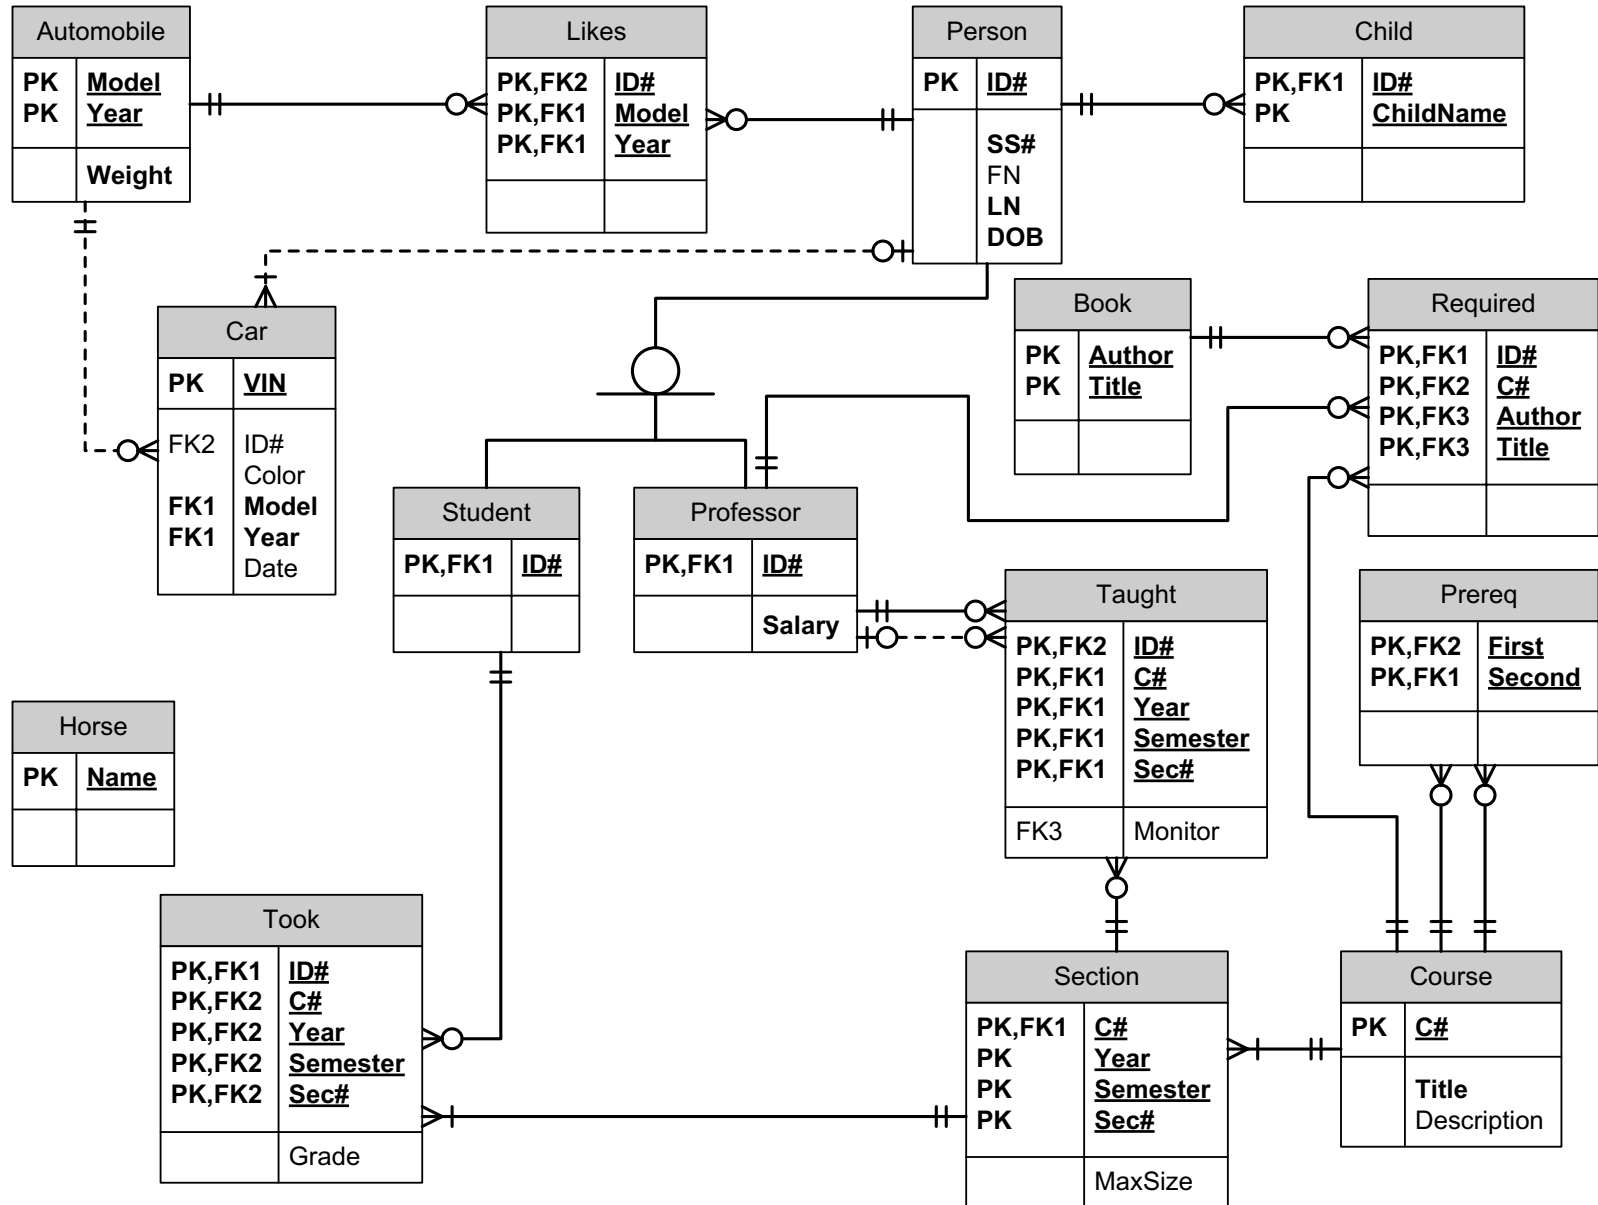 Automobile
PK Model
PK Year
Weight
Likes
PK,FK2 ID#
PK,FK1 Model
PK,FK1 Year
Person
PK ID#
SS#
FN
LN
DOB
Child
PK,FK1 ID#
PK ChildName
Car
PK VIN
FK2 ID#
Color
FK1 Model
FK1 Year
Date
Book
PK Author
PK Title
Required
PK,FK1 ID#
PK,FK2 C#
PK,FK3 Author
PK,FK3 Title
Student
PK,FK1 ID#
Professor
PK,FK1 ID#
Salary
Taught
PK,FK2 ID#
PK,FK1 C#
PK,FK1 Year
PK,FK1 Semester
PK,FK1 Sec#
FK3 Monitor
Prereq
PK,FK2 First
PK,FK1 Second
Horse
PK Name
Took
PK,FK1 ID#
PK,FK2 C#
PK,FK2 Year
PK,FK2 Semester
PK,FK2 Sec#
Grade
Section
PK,FK1 C#
PK Year
PK Semester
PK Sec#
MaxSize
Course
PK C#
Title
Description